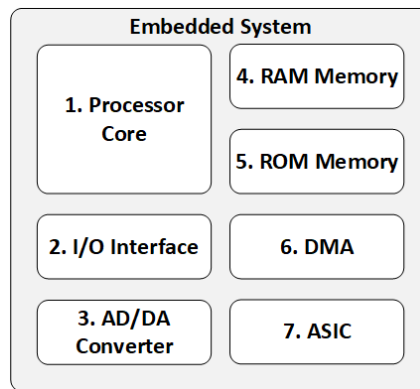 Embedded System
1. Processor
Core
4. RAM Memory
5. ROM Memory
2. I/O Interface
6. DMA
3. AD/DA
Converter
7. ASIC